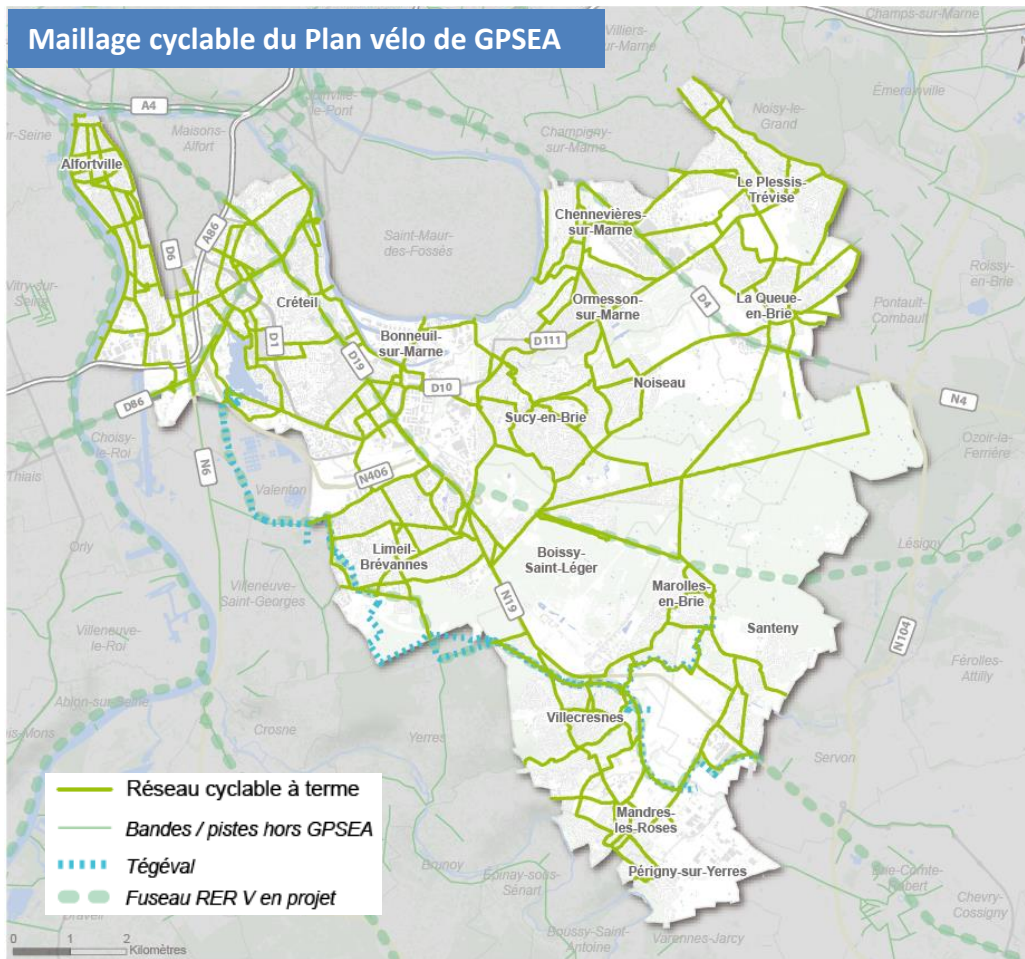 Maillage cyclable du Plan vélo de GPSEA
Champs-sur-Marne
Villiers-
sur-Marne
A4
Émerainville
Maisons-
Alfort
Noisy-le-
Grand
Champigny-
sur-Marne
Alfortville
Le Plessis-
Trévise
Chennevières-
sur-Marne
A86
D6
Saint-Maur
des-Fossés
Roissy-
en-Brie
Vitry-sur-
Seine
Créteil
Ormesson-
sur-Marne
D4
La Queue-
en-Brie
Pontault-
Combault
D1
D19
Bonneuil-
sur-Marne
D111
D19
D10
Noiseau
D86
Sucy-en-Brie
N4
Choisy-
le-Roi
Thiais
N6
N406
Ozoir-la-
Ferrière
Valenton
Orly
Limeil-
Brévannes
Boissy-
Saint-Léger
Lésigny
Villeneuve-
Saint-Georges
Marolles-
en-Brie
N19
Santeny
Villeneuve-
le-Roi
N104
Férolles-
Attilly
Ablon-sur-Seine
Crosne
Yerres
Villecresnes
Servon
Réseau cyclable à terme
Bandes / pistes hors GPSEA
Tégéval
Fuseau RER V en projet
Mandres-
les-Roses
Périgny-sur-Yerres
Brunoy
Épinay-sous-
Sénart
Brie-Comte-
Robert
Chevry-
Cossigny
Draveil
Boussy-Saint-
Antoine
Varennes-Jarcy
0 1 2
Kilomètres